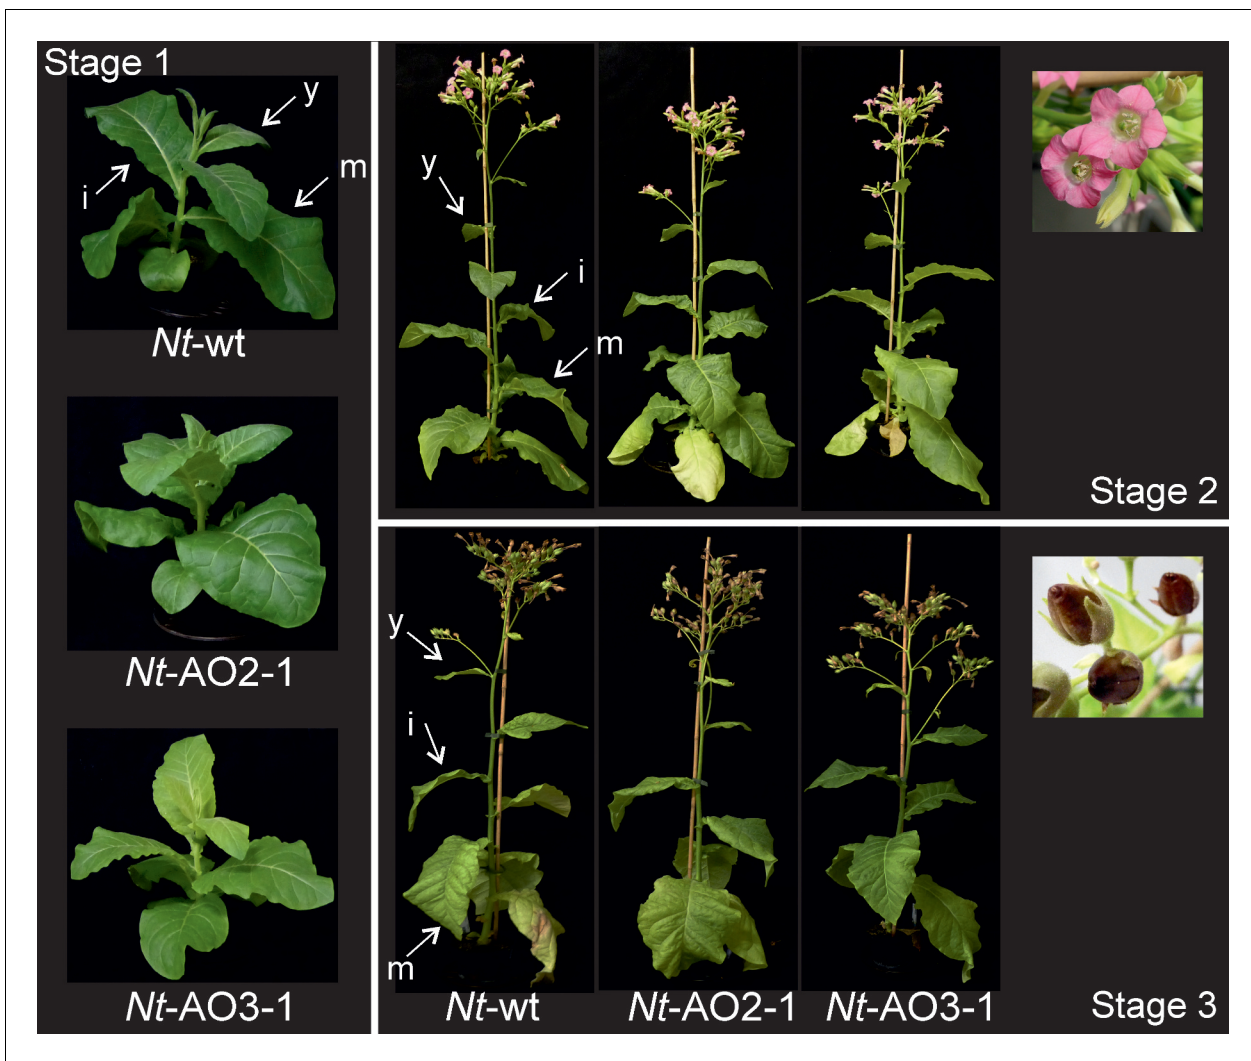 Stage 1
y
i
m
Nt-wt
Nt-AO2-1
Nt-AO3-1
y
i
m
Stage 2
y
i
m
Nt-wt
Nt-AO2-1
Nt-AO3-1
Stage 3